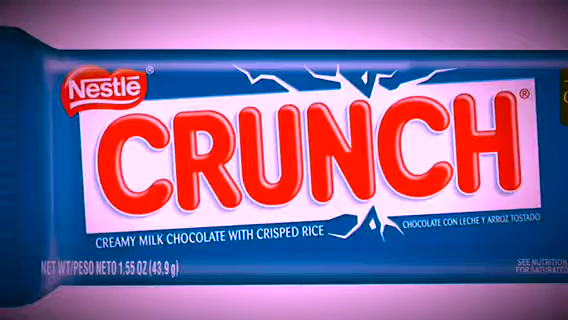 Nestlé®
CRUNCH®
CREAMY MILK CHOCOLATE WITH CRISPED RICE
CHOCOLATE CON LECHE Y ARROZ TOSTADO
NET WT/PESO NETO 1.55 OZ (43.9 g)
SEE NUTRITION
FOR SATURATED